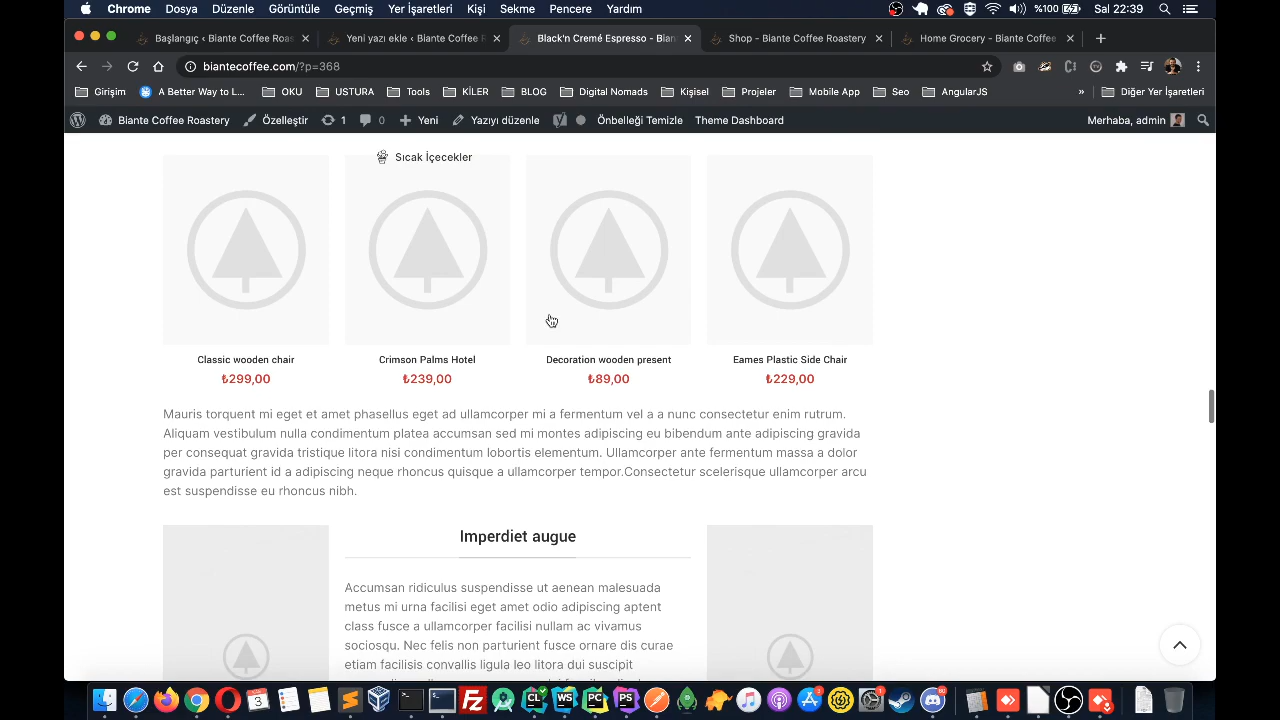 Chrome Dosya Düzenle Görüntüle Geçmiş Yer İşaretleri Kişi Sekme Pencere Yardım %100 Sal 22:39
Başlangıç ‹ Biante Coffee Roas Yeni yazı ekle ‹ Biante Coffee R Black'n Cremé Espresso - Bian Shop - Biante Coffee Roastery Home Grocery - Biante Coffee
biantecoffee.com/?p=368
Girişim A Better Way to L... OKU USTURA Tools KİLER BLOG Digital Nomads Kişisel Projeler Mobile App Seo AngularJS » Diğer Yer İşaretleri
Biante Coffee Roastery Özelleştir 1 0 Yeni Yazıyı düzenle Önbelleği Temizle Theme Dashboard Merhaba, admin
Sıcak İçecekler
Classic wooden chair Crimson Palms Hotel Decoration wooden present Eames Plastic Side Chair
₺299,00 ₺239,00 ₺89,00 ₺229,00
Mauris torquent mi eget et amet phasellus eget ad ullamcorper mi a fermentum vel a a nunc consectetur enim rutrum.
Aliquam vestibulum nulla condimentum platea accumsan sed mi montes adipiscing eu bibendum ante adipiscing gravida
per consequat gravida tristique litora nisi condimentum lobortis elementum. Ullamcorper ante fermentum massa a dolor
gravida parturient id a adipiscing neque rhoncus quisque a ullamcorper tempor.Consectetur scelerisque ullamcorper arcu
est suspendisse eu rhoncus nibh.
Imperdiet augue
Accumsan ridiculus suspendisse ut aenean malesuada
metus mi urna facilisi eget amet odio adipiscing aptent
class fusce a ullamcorper facilisi nullam ac vivamus
sociosqu. Nec felis non parturient fusce ornare dis curae
etiam facilisis convallis ligula leo litora dui suscipit